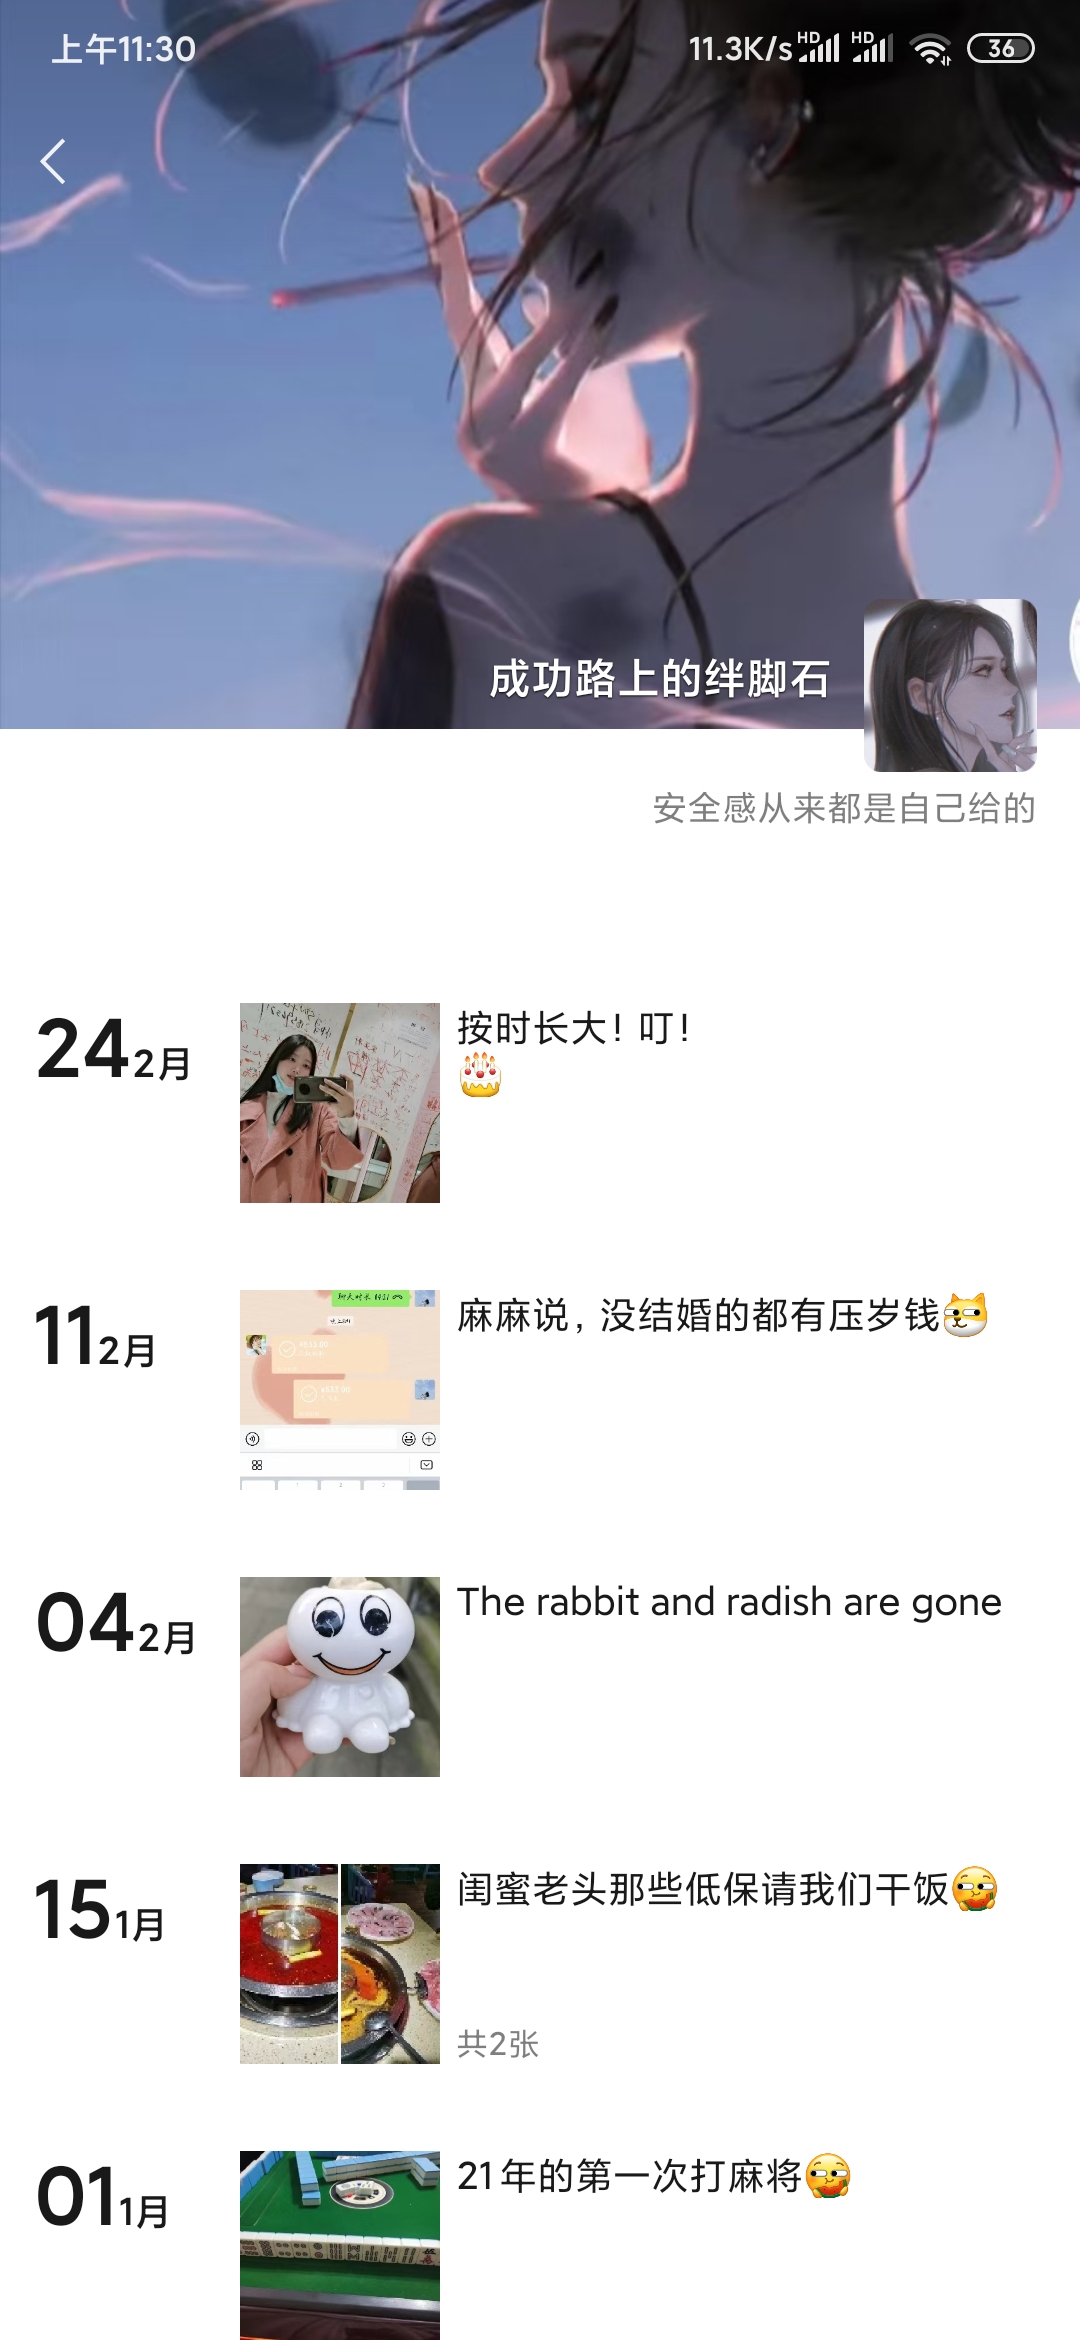 上午11:30
11.3K/s HD HD 36
成功路上的绊脚石
安全感从来都是自己给的
24 2月
按时长大！叮！
11 2月
麻麻说，没结婚的都有压岁钱
04 2月
The rabbit and radish are gone
15 1月
闺蜜老头那些低保请我们干饭
共2张
01 1月
21年的第一次打麻将